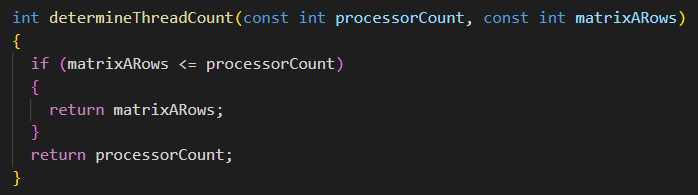 int determineThreadCount(const int processorCount, const int matrixARows)
{
  if (matrixARows <= processorCount)
  {
    return matrixARows;
  }
  return processorCount;
}